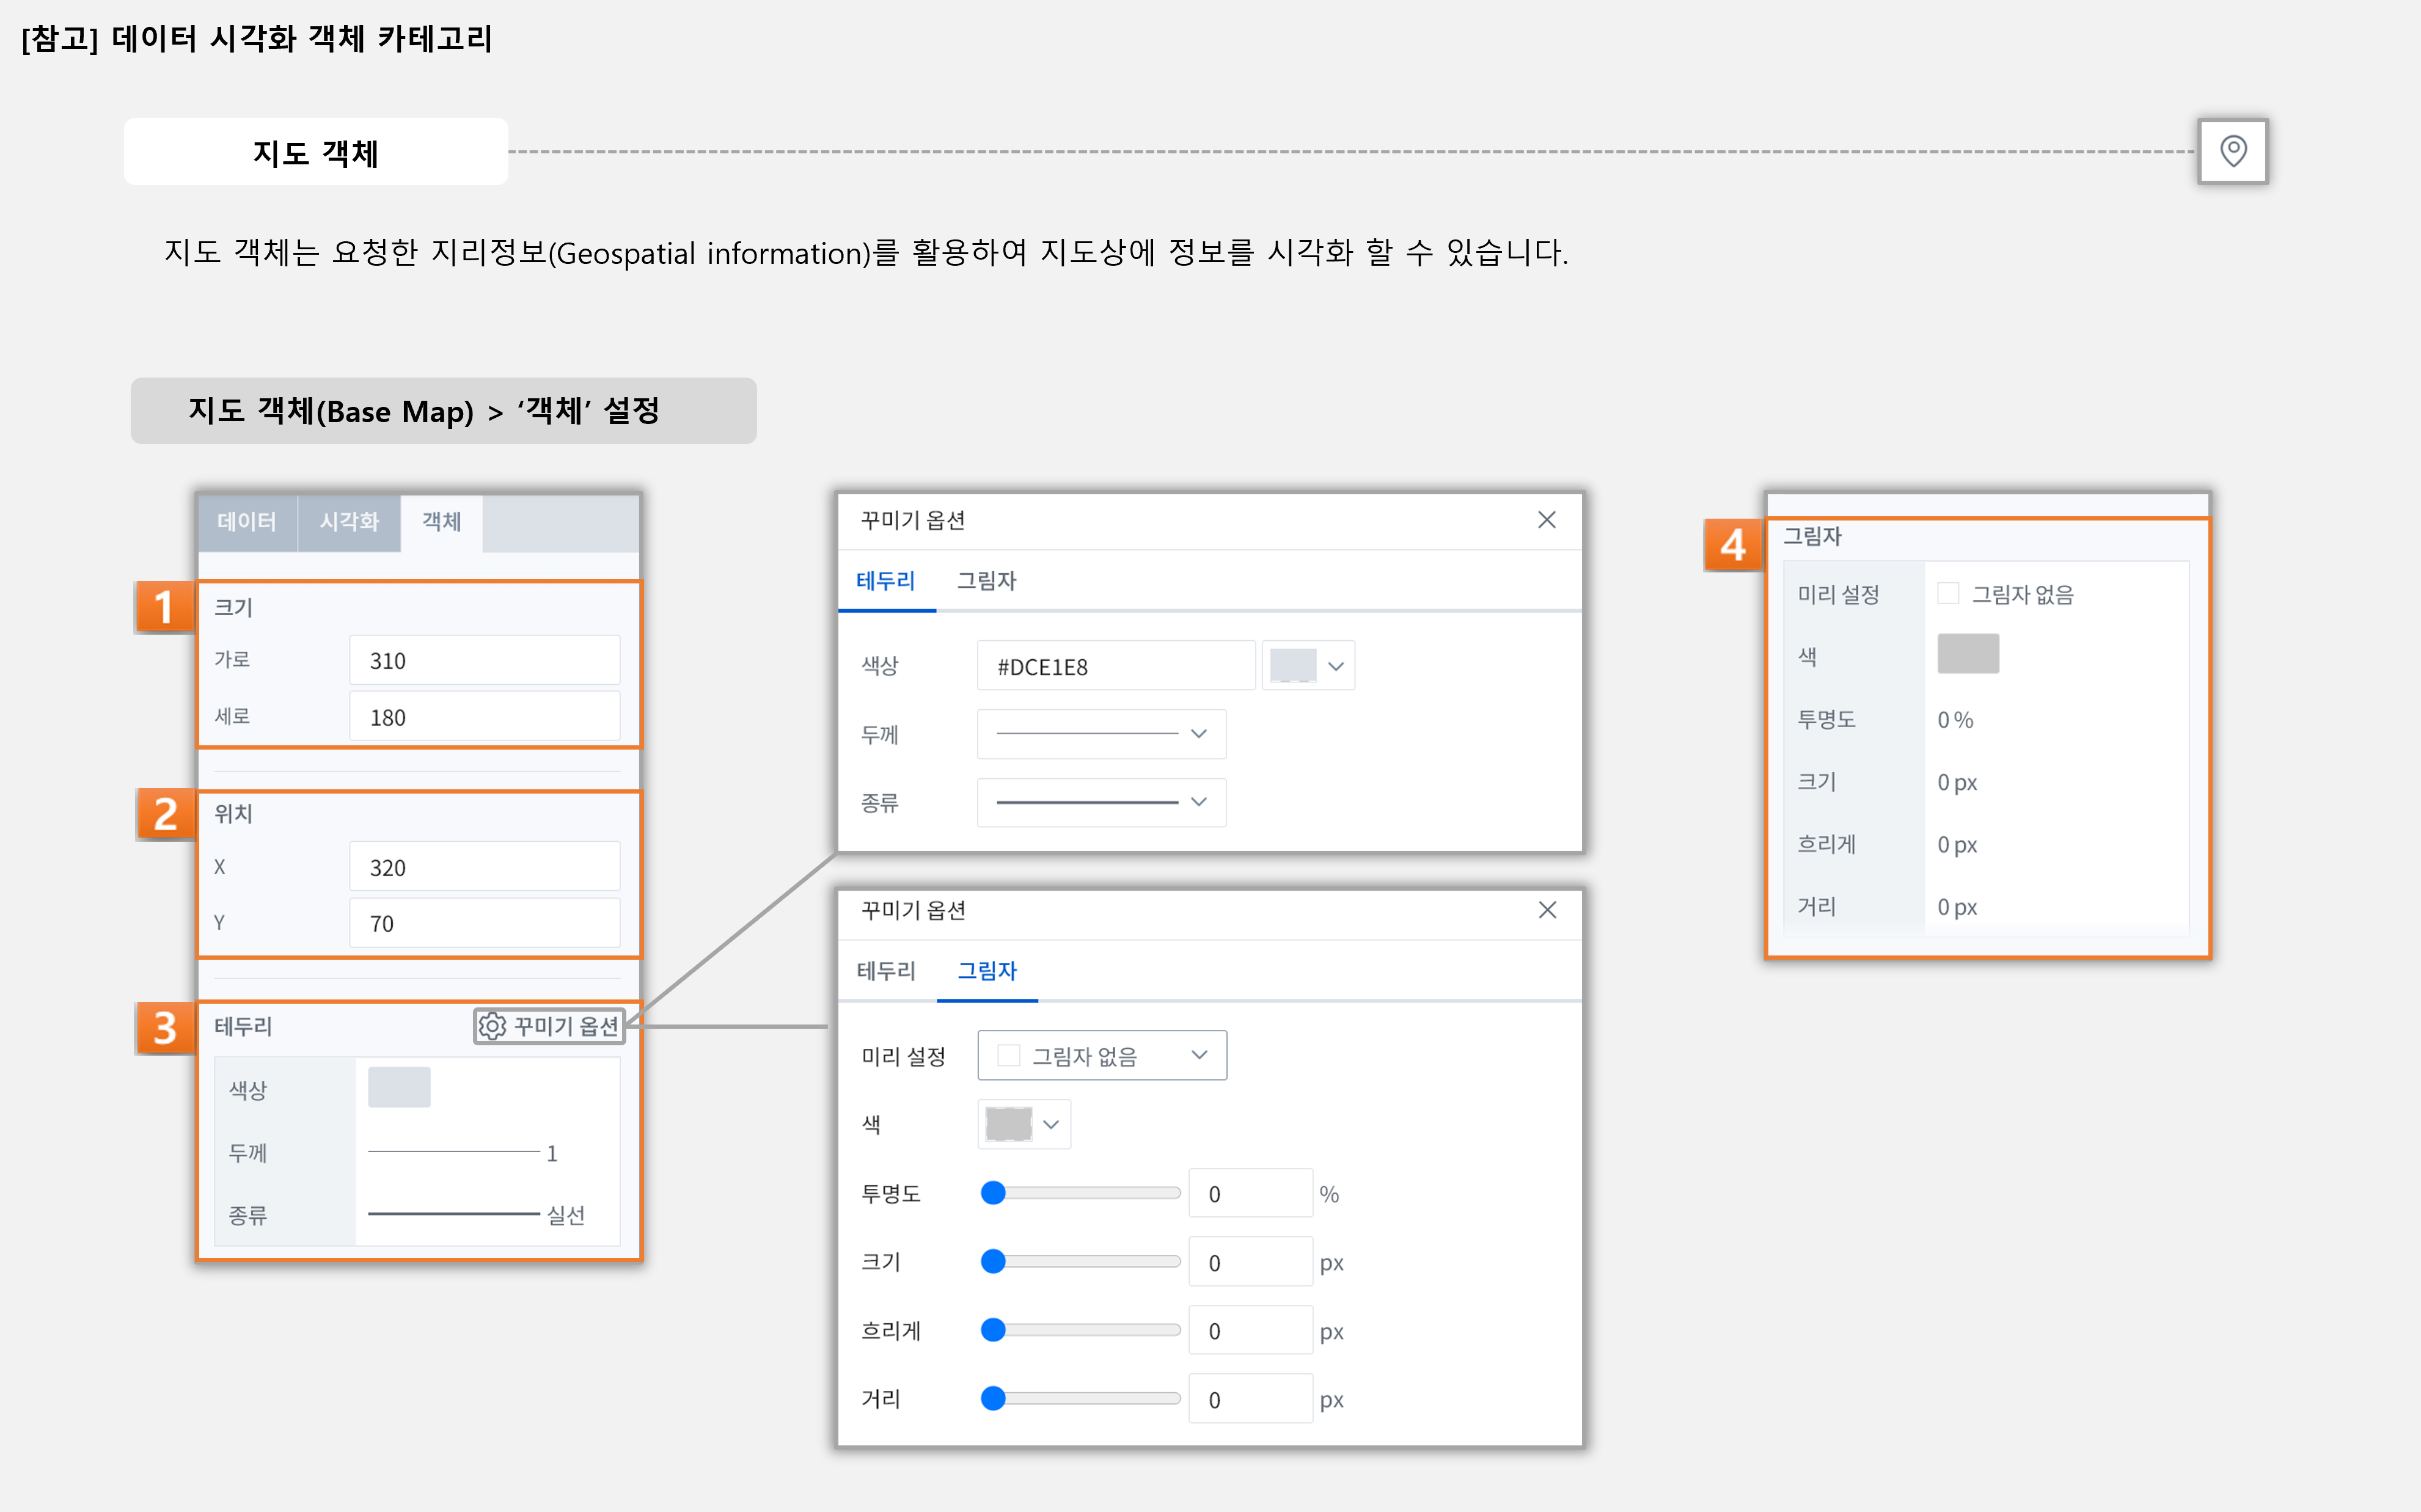 [참고] 데이터 시각화 객체 카테고리
지도 객체
지도 객체는 요청한 지리정보(Geospatial information)를 활용하여 지도상에 정보를 시각화 할 수 있습니다.
지도 객체(Base Map) > ‘객체’ 설정
데이터 시각화 객체
1
크기
가로 310
세로 180
2
위치
X 320
Y 70
3
테두리 꾸미기 옵션
색상
두께 1
종류 실선
꾸미기 옵션
테두리 그림자
색상 #DCE1E8
두께
종류
꾸미기 옵션
테두리 그림자
미리 설정 그림자 없음
색
투명도 0 %
크기 0 px
흐리게 0 px
거리 0 px
4
그림자
미리 설정 그림자 없음
색
투명도 0 %
크기 0 px
흐리게 0 px
거리 0 px